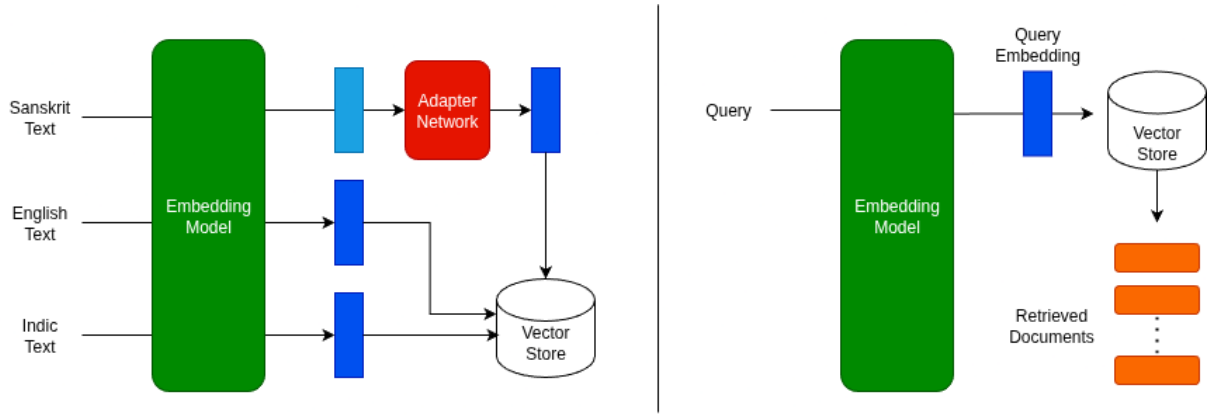 Sanskrit
Text
Embedding
Model
Adapter
Network
English
Text
Indic
Text
Vector
Store
Query
Embedding
Model
Query
Embedding
Vector
Store
Retrieved
Documents